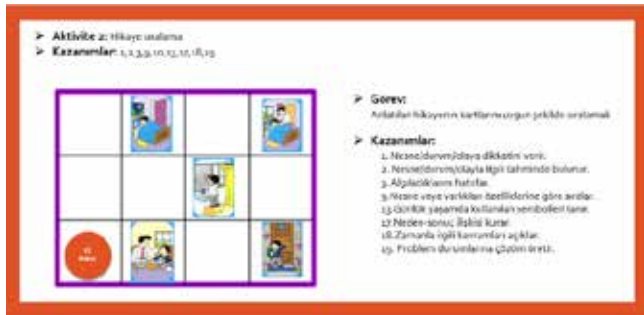 ➤ Aktivite 2: Hikaye sıralama
➤ Kazanımlar: 1,2,3,9,10,13,17,18,19
➤ Görev:
Anlatılan hikayenin kartlarını uygun şekilde sıralamak
➤ Kazanımlar:
1. Nesne/durum/olaya dikkatini verir.
2. Nesne/durum/olayla ilgili tahminde bulunur.
3. Algıladıklarını hatırlar.
9. Nesne veya varlıkları özelliklerine göre
13. Günlük yaşamda kullanılan sembolleri tanır.
17. Neden-sonuç ilişkisi kurar.
18. Zamanla ilgili kavramları açıklar.
19. Problem durumlarına çözüm üretir.